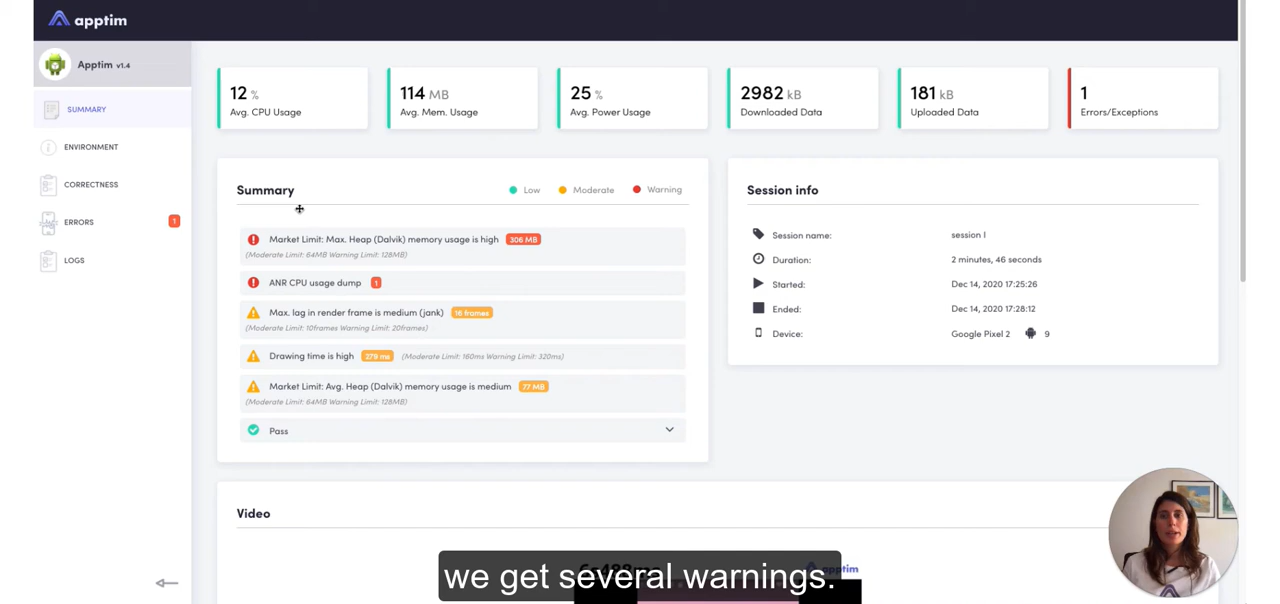 apptim
Apptim v1.4
SUMMARY
ENVIRONMENT
CORRECTNESS
ERRORS 1
LOGS
12 %
Avg. CPU Usage
114 MB
Avg. Mem. Usage
25 %
Avg. Power Usage
2982 kB
Downloaded Data
181 kB
Uploaded Data
1
Errors/Exceptions
Summary
Low Moderate Warning
Market Limit: Max. Heap (Dalvik) memory usage is high 306 MB
(Moderate Limit: 64MB Warning Limit: 128MB)
ANR CPU usage dump 1
Max. lag in render frame is medium (jank) 16 frames
(Moderate Limit: 10frames Warning Limit: 20frames)
Drawing time is high 279 ms (Moderate Limit: 160ms Warning Limit: 320ms)
Market Limit: Avg. Heap (Dalvik) memory usage is medium 77 MB
(Moderate Limit: 64MB Warning Limit: 128MB)
Pass
Session info
Session name: session 1
Duration: 2 minutes, 46 seconds
Started: Dec 14, 2020 17:25:26
Ended: Dec 14, 2020 17:28:12
Device: Google Pixel 2 9
Video
apptim
we get several warnings.